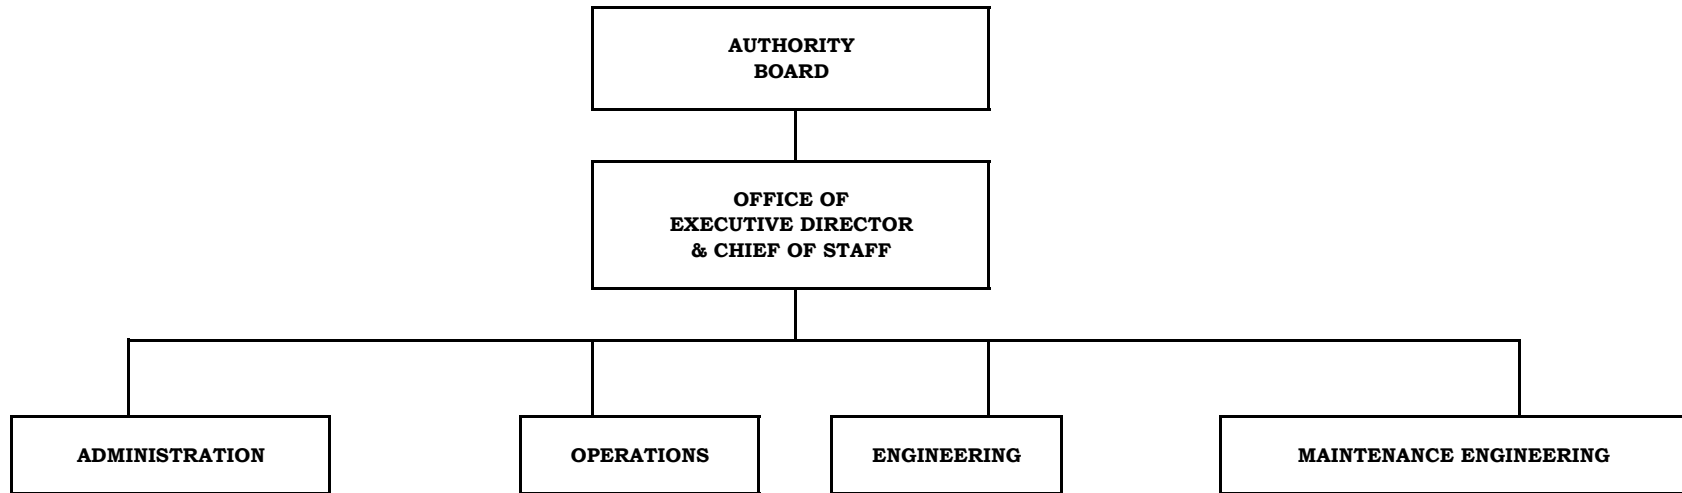 AUTHORITY
BOARD
OFFICE OF
EXECUTIVE DIRECTOR
& CHIEF OF STAFF
ADMINISTRATION
OPERATIONS
ENGINEERING
MAINTENANCE ENGINEERING